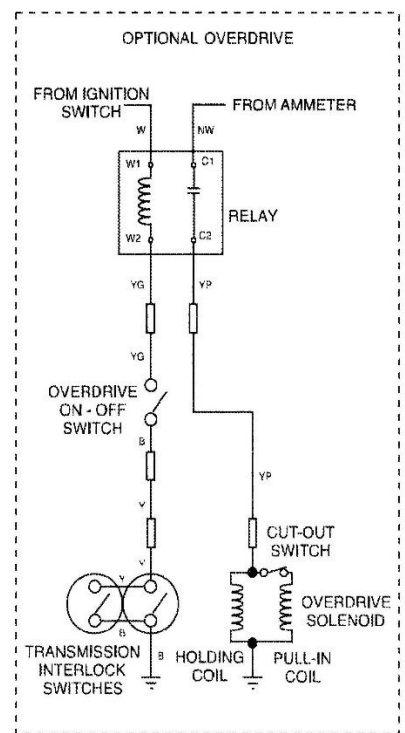 OPTIONAL OVERDRIVE
FROM IGNITION
SWITCH
FROM AMMETER
W
NW
W1
C1
RELAY
W2
C2
YG
YP
YG
OVERDRIVE
ON - OFF
SWITCH
B
YP
Y
CUT-OUT
SWITCH
Y
Y
OVERDRIVE
SOLENOID
B
TRANSMISSION
INTERLOCK
SWITCHES
B
HOLDING
COIL
PULL-IN
COIL